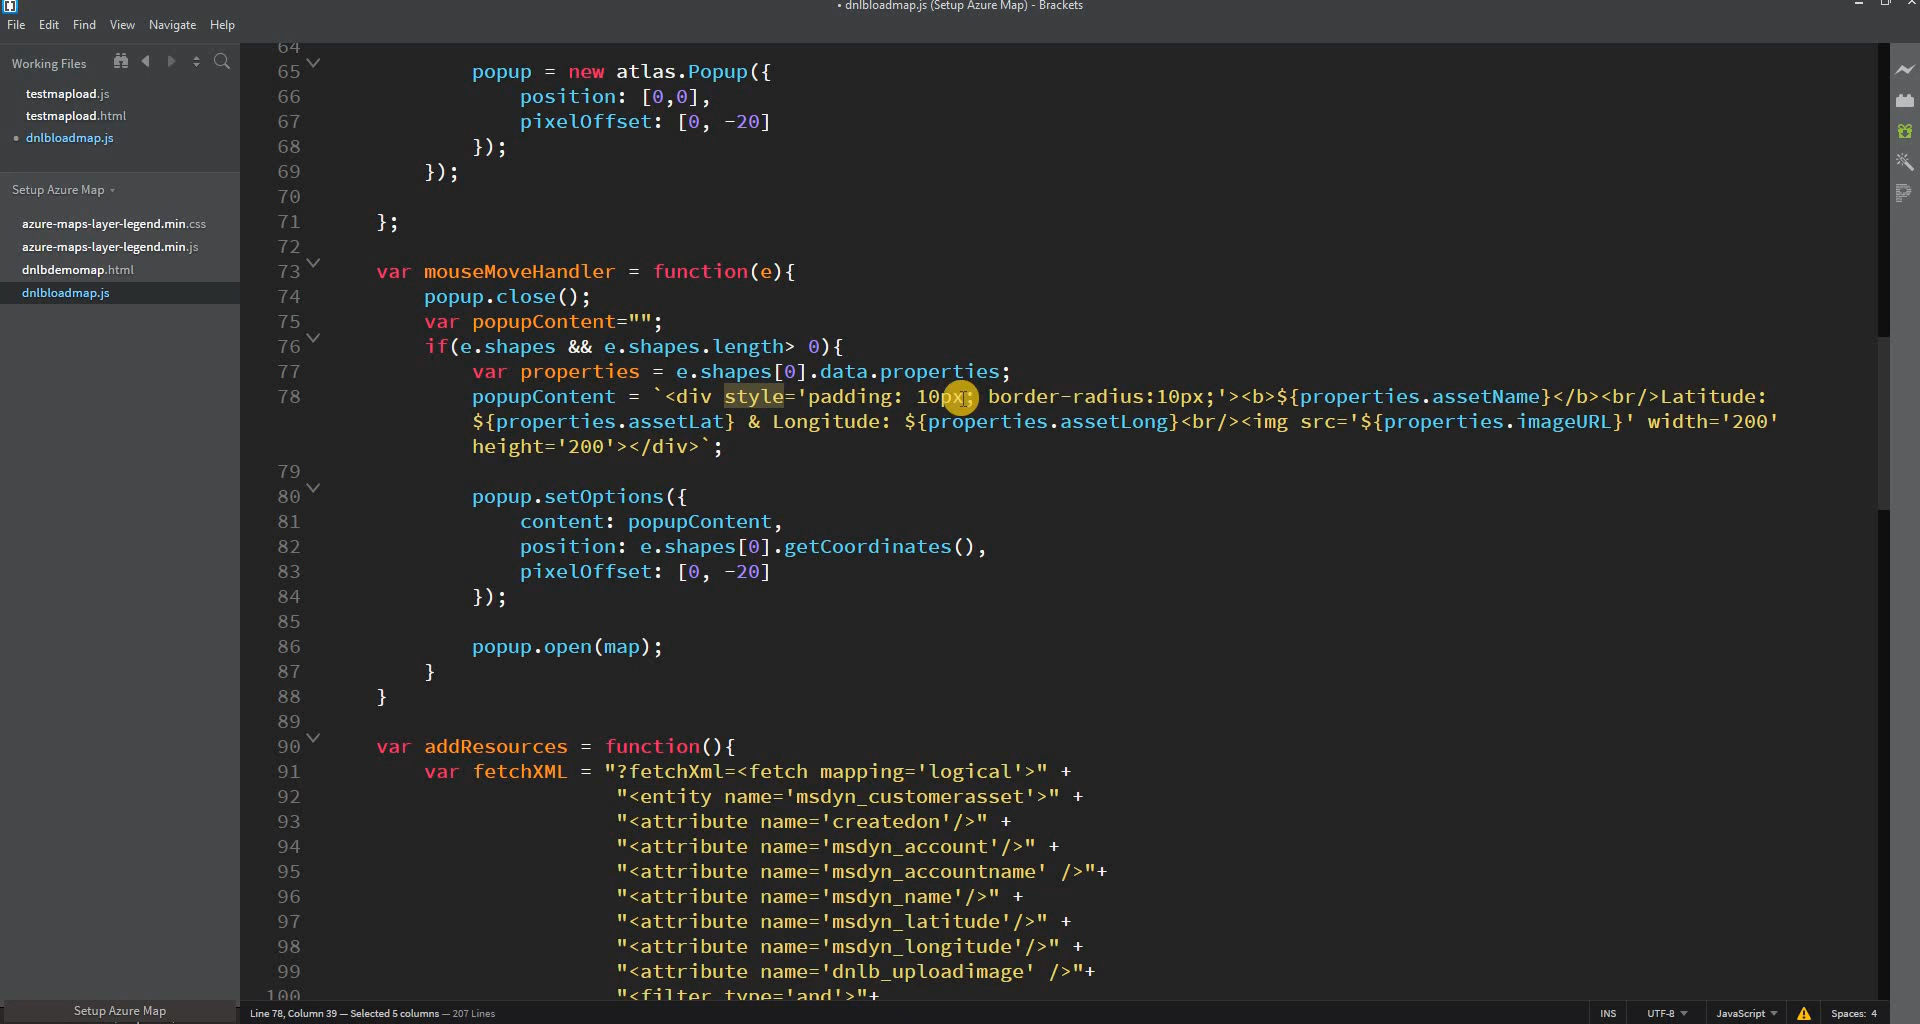 • dnlbloadmap.js (Setup Azure Map) - Brackets
File Edit Find View Navigate Help
Working Files
testmapload.js
testmapload.html
• dnlbloadmap.js
Setup Azure Map
azure-maps-layer-legend.min.css
azure-maps-layer-legend.min.js
dnlbdemomap.html
dnlbloadmap.js
Setup Azure Map
64
65 popup = new atlas.Popup({
66 position: [0,0],
67 pixelOffset: [0, -20]
68 });
69 });
70
71 };
72
73 var mouseMoveHandler = function(e){
74 popup.close();
75 var popupContent="";
76 if(e.shapes && e.shapes.length> 0){
77 var properties = e.shapes[0].data.properties;
78 popupContent = `<div style='padding: 10px; border-radius:10px;'><b>${properties.assetName}</b><br/>Latitude:
${properties.assetLat} & Longitude: ${properties.assetLong}<br/><img src='${properties.imageURL}' width='200'
height='200'></div>`;
79
80 popup.setOptions({
81 content: popupContent,
82 position: e.shapes[0].getCoordinates(),
83 pixelOffset: [0, -20]
84 });
85
86 popup.open(map);
87 }
88 }
89
90 var addResources = function(){
91 var fetchXML = "?fetchXml=<fetch mapping='logical'>" +
92 "<entity name='msdyn_customerasset'>" +
93 "<attribute name='createdon'/>" +
94 "<attribute name='msdyn_account'/>" +
95 "<attribute name='msdyn_accountname' />"+
96 "<attribute name='msdyn_name'/>" +
97 "<attribute name='msdyn_latitude'/>" +
98 "<attribute name='msdyn_longitude'/>" +
99 "<attribute name='dnlb_uploadimage' />"+
100 "<filter type='and'>"+
Line 78, Column 39 — Selected 5 columns — 207 Lines
INS UTF-8 JavaScript Spaces: 4